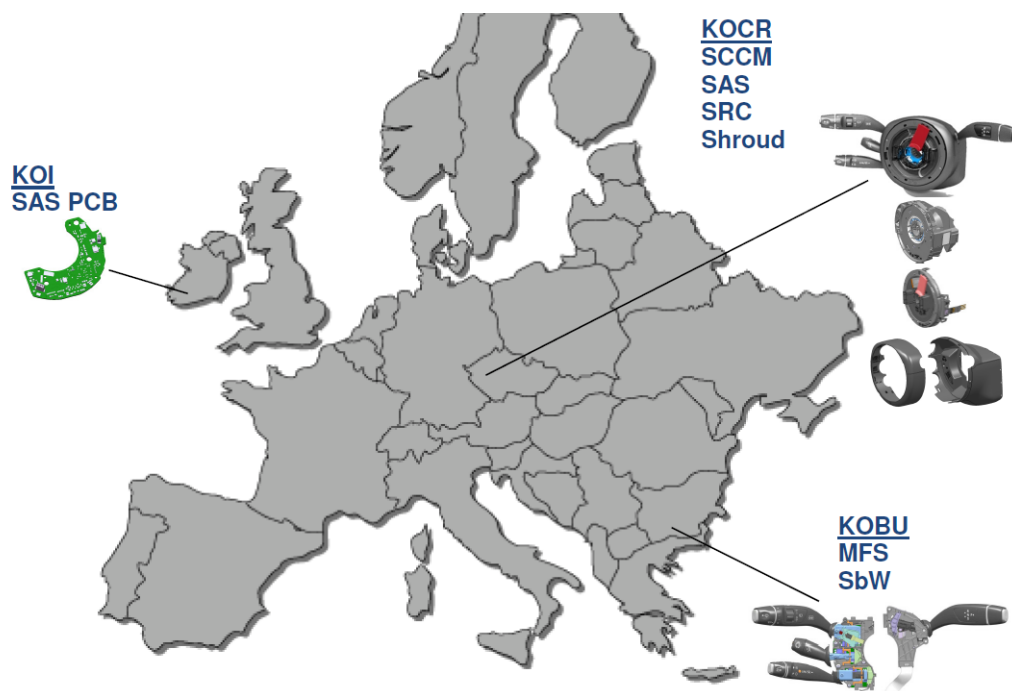 KOCR
SCCM
SAS
SRC
Shroud
KOI
SAS PCB
KOBU
MFS
SbW